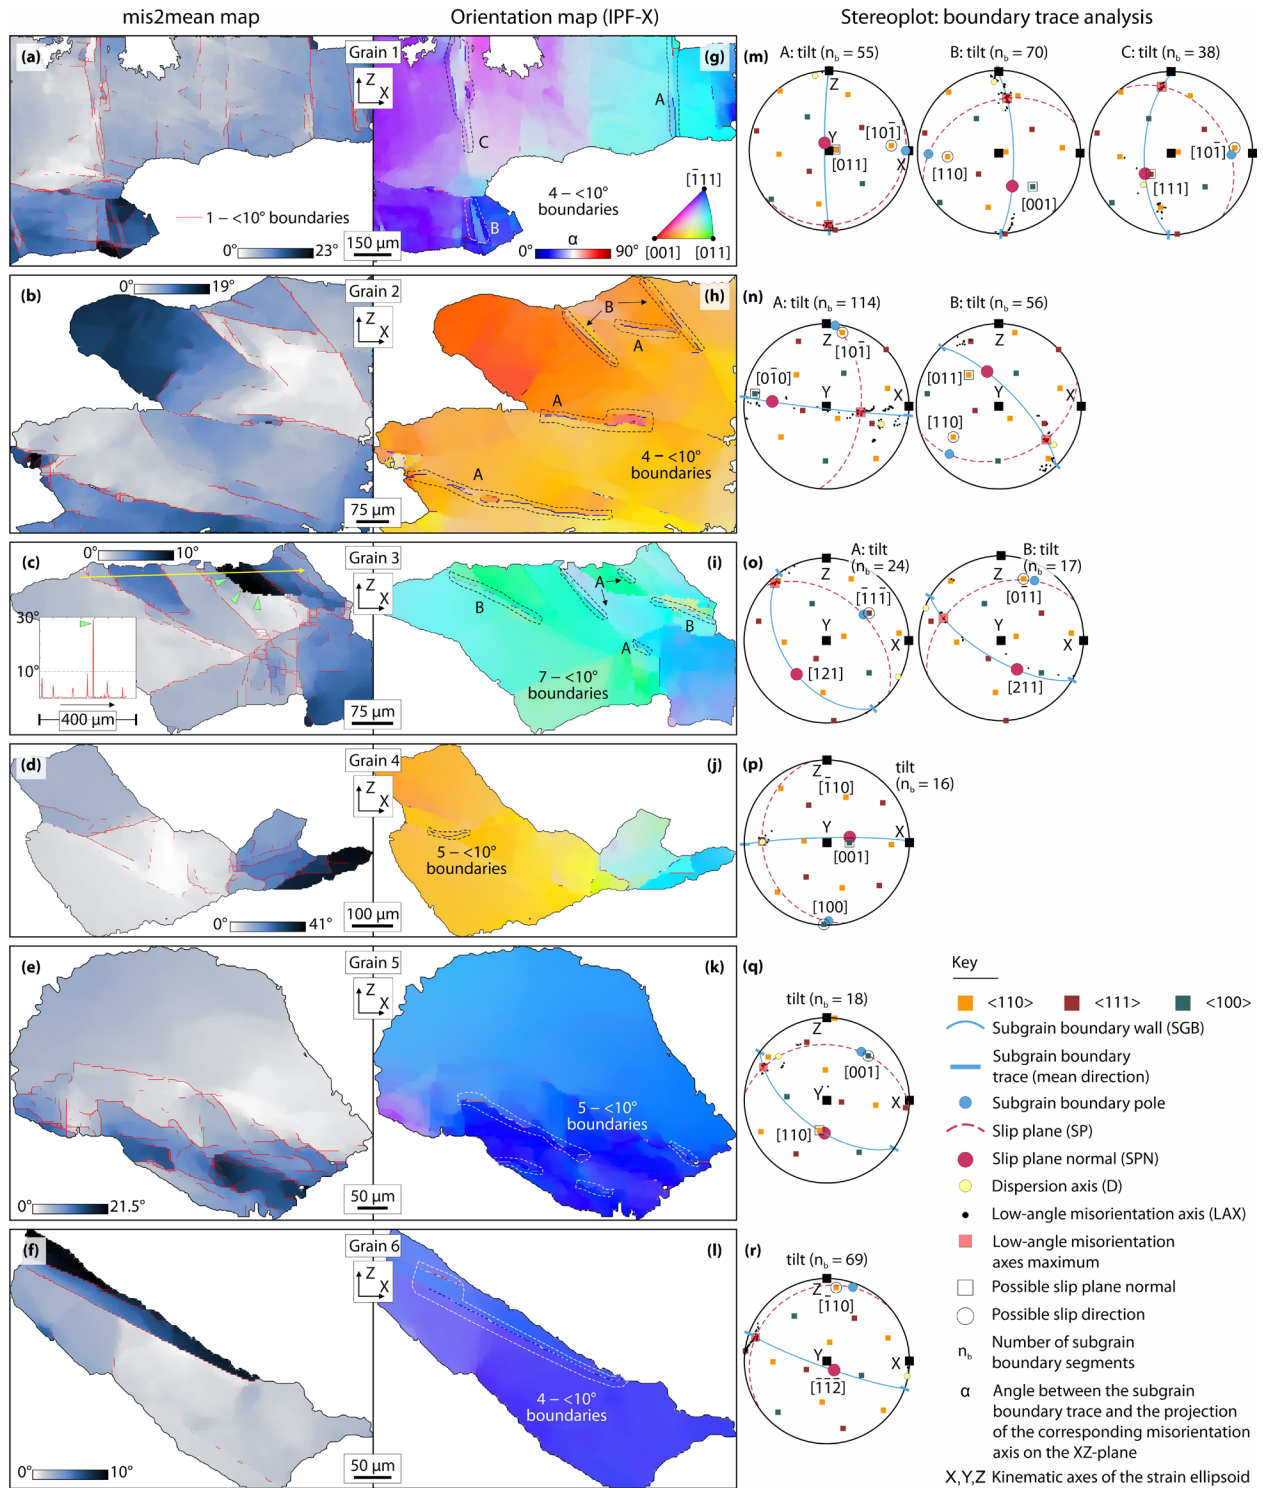 mis2mean map
Orientation map (IPF-X)
Stereoplot: boundary trace analysis
(a)
Grain 1
Z
X
1 – <10° boundaries
0°
23°
150 µm
(g)
A
C
B
4 – <10°
boundaries
0°
α
90°
[1̄11]
[001]
[011]
(m)
A: tilt (nb = 55)
Z
Y
X
[101̄]
[011]
B: tilt (nb = 70)
[110]
[001]
C: tilt (nb = 38)
[101̄]
[111]
(b)
0°
19°
Grain 2
Z
X
75 µm
(h)
B
A
A
A
4 – <10°
boundaries
(n)
A: tilt (nb = 114)
Z
[101̄]
[01̄0]
Y
X
B: tilt (nb = 56)
[011]
[110]
Y
X
(c)
0°
10°
Grain 3
Z
X
30°
10°
400 µm
75 µm
(i)
A
B
B
A
7 – <10°
boundaries
(o)
A: tilt
(nb = 24)
Z
[111̄]
Y
X
[121]
B: tilt
(nb = 17)
Z
[01̄1]
Y
X
[211]
(d)
Grain 4
Z
X
0°
41°
100 µm
(j)
5 – <10°
boundaries
(p)
tilt
(nb = 16)
Z
[1̄10]
Y
X
[001]
[100]
(e)
Grain 5
Z
X
0°
21.5°
50 µm
(k)
5 – <10°
boundaries
(q)
tilt (nb = 18)
Z
[001]
Y
X
[110]
(f)
Grain 6
Z
X
0°
10°
50 µm
(l)
4 – <10°
boundaries
(r)
tilt (nb = 69)
Z
[1̄10]
Y
X
[1̄1̄2]
Key
<110>
<111>
<100>
Subgrain boundary wall (SGB)
Subgrain boundary
trace (mean direction)
Subgrain boundary pole
Slip plane (SP)
Slip plane normal (SPN)
Dispersion axis (D)
Low-angle misorientation axis (LAX)
Low-angle misorientation
axes maximum
Possible slip plane normal
Possible slip direction
nb
Number of subgrain
boundary segments
α
Angle between the subgrain
boundary trace and the projection
of the corresponding misorientation
axis on the XZ-plane
X,Y,Z Kinematic axes of the strain ellipsoid